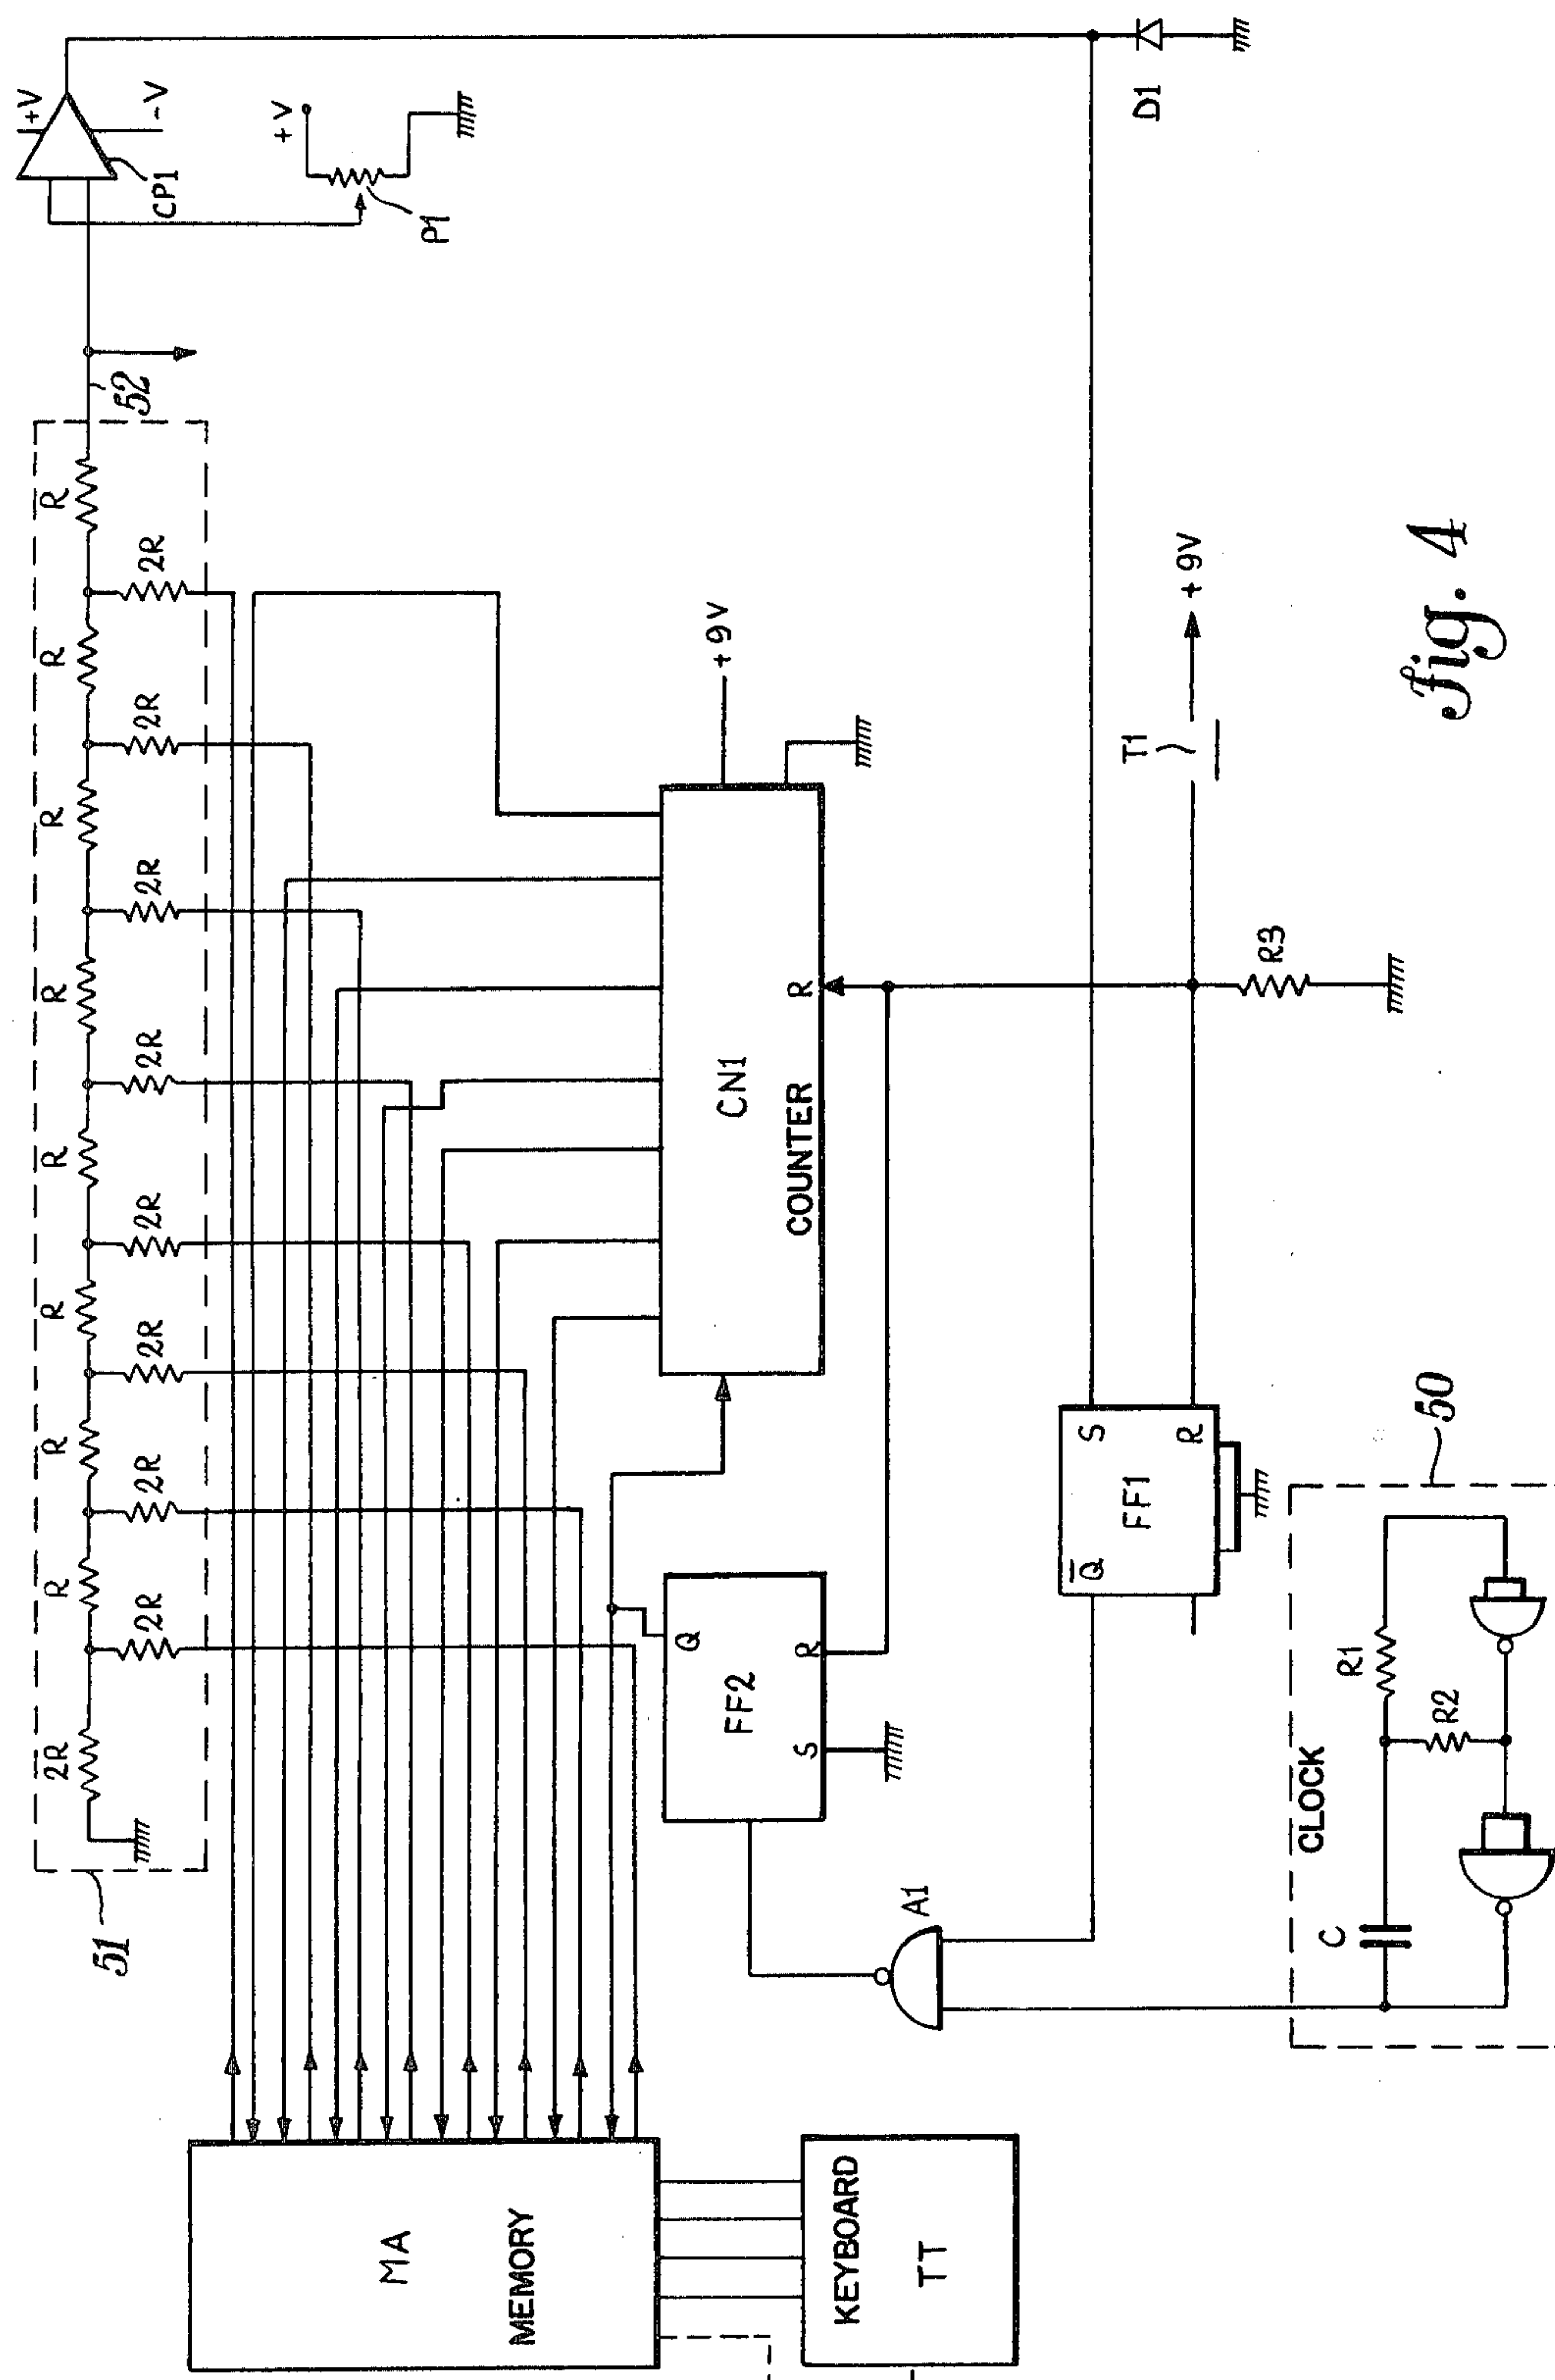 +V
2R
R
R
R
R
R
R
R
R
51
2R
2R
2R
2R
2R
2R
2R
2R
52
CP1
-V
+V
P1
MA
MEMORY
Q
FF2
S
R
CN1
COUNTER
R
+9V
KEYBOARD
TT
A1
Q̄
S
FF1
R
T1
+9V
D1
R3
CLOCK
50
C
R1
R2
fig. 4